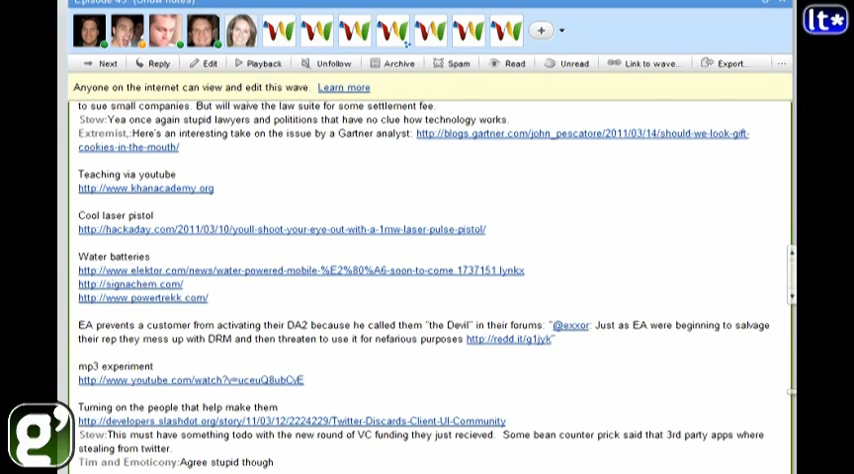 Episode 45 (Show notes)
lt*
Next Reply Edit Playback Unfollow Archive Spam Read Unread Link to wave... Export... ...
Anyone on the internet can view and edit this wave. Learn more
to sue small companies. But will waive the law suite for some settlement fee.
Stew:Yea once again stupid lawyers and polititions that have no clue how technology works.
Extremist,:Here's an interesting take on the issue by a Gartner analyst: http://blogs.gartner.com/john_pescatore/2011/03/14/should-we-look-gift-
cookies-in-the-mouth/
Teaching via youtube
http://www.khanacademy.org
Cool laser pistol
http://hackaday.com/2011/03/10/youll-shoot-your-eye-out-with-a-1mw-laser-pulse-pistol/
Water batteries
http://www.elektor.com/news/water-powered-mobile-%E2%80%A6-soon-to-come.1737151.lynkx
http://signachem.com/
http://www.powertrekk.com/
EA prevents a customer from activating their DA2 because he called them "the Devil" in their forums: "@exxor: Just as EA were beginning to salvage
their rep they mess up with DRM and then threaten to use it for nefarious purposes http://redd.it/g1jyk"
mp3 experiment
http://www.youtube.com/watch?v=uceuQ8ubCvE
Turning on the people that help make them
http://developers.slashdot.org/story/11/03/12/2224229/Twitter-Discards-Client-UI-Community
Stew:This must have something todo with the new round of VC funding they just recieved. Some bean counter prick said that 3rd party apps where
stealing from twitter.
Tim and Emoticony:Agree stupid though
g'